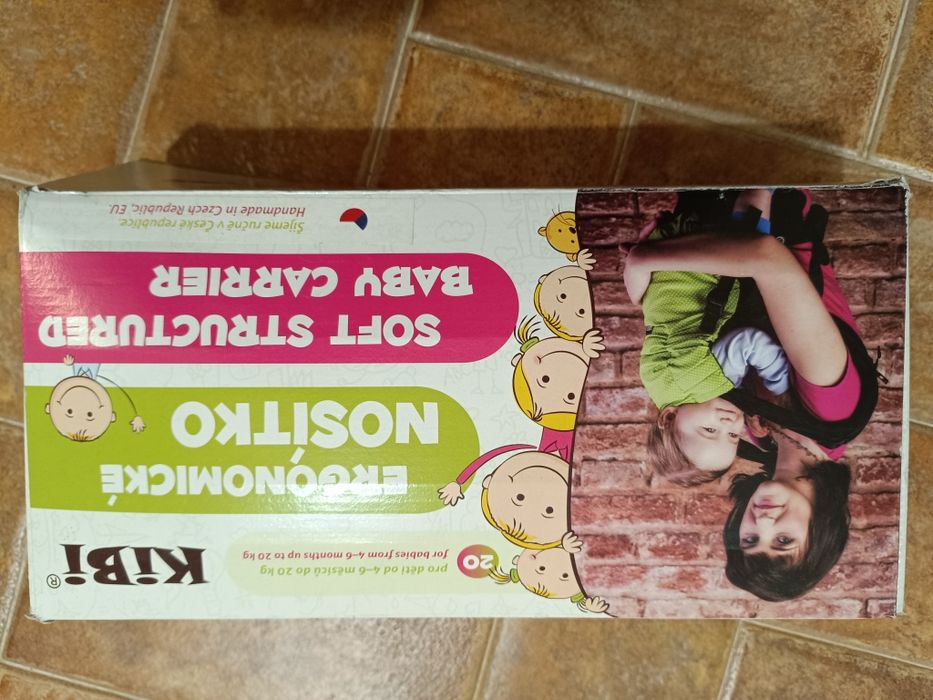 KiBi®
pro děti od 4–6 měsíců do 20 kg
for babies from 4–6 months up to 20 kg
20
ERGONOMICKÉ
NOSÍTKO
SOFT STRUCTURED
BABY CARRIER
Šijeme ručně v České republice.
Handmade in Czech Republic, EU.